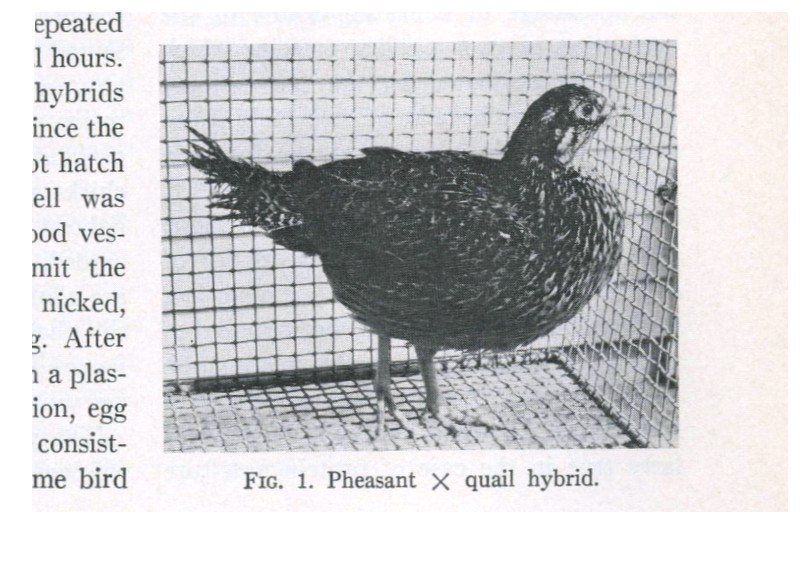 epeated
l hours.
hybrids
ince the
ot hatch
ell was
ood ves-
mit the
nicked,
g. After
n a plas-
ion, egg
consist-
me bird
FIG. 1. Pheasant × quail hybrid.